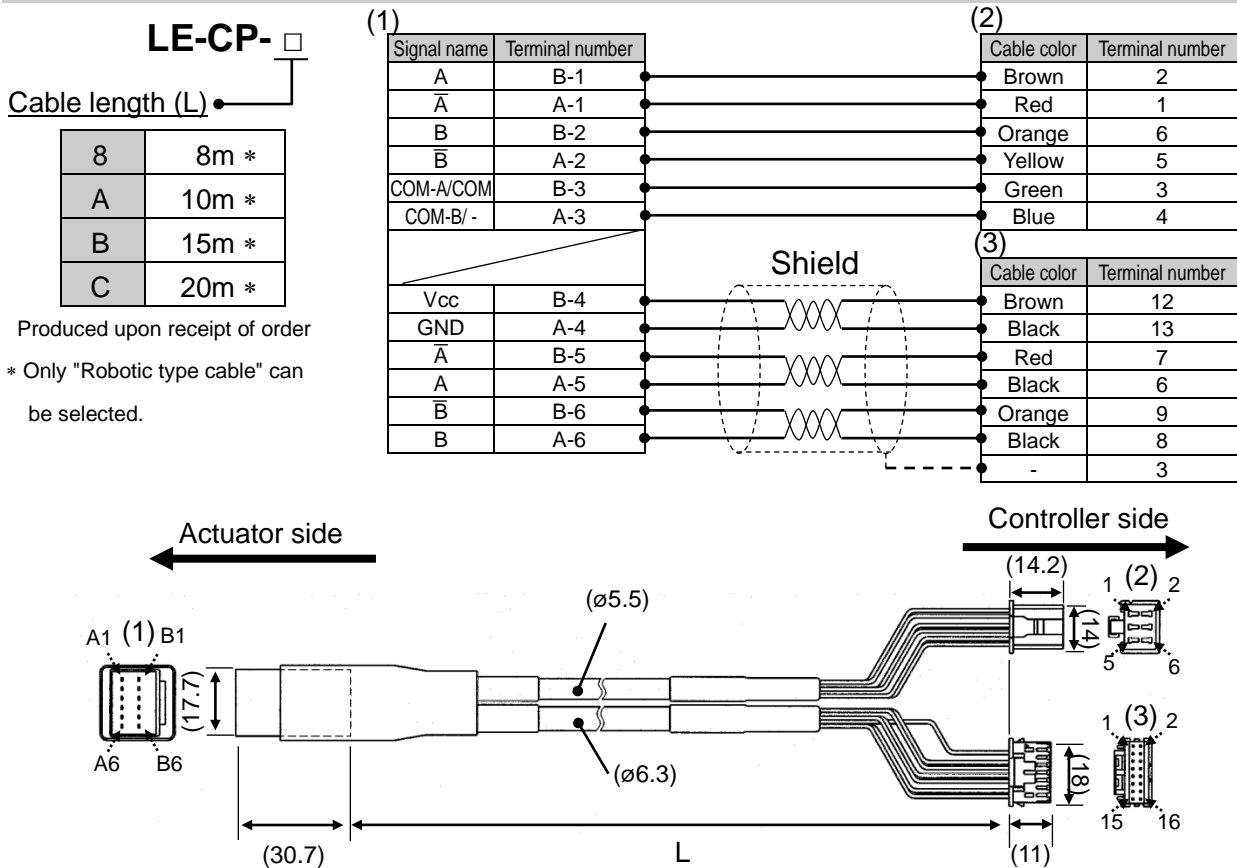 LE-CP- □
Cable length (L)
8 8m *
A 10m *
B 15m *
C 20m *
Produced upon receipt of order
* Only "Robotic type cable" can
be selected.
(1)
Signal name Terminal number
A B-1
A̅ A-1
B B-2
B̅ A-2
COM-A/COM B-3
COM-B/ - A-3
Vcc B-4
GND A-4
A̅ B-5
A A-5
B̅ B-6
B A-6
Shield
(2)
Cable color Terminal number
Brown 2
Red 1
Orange 6
Yellow 5
Green 3
Blue 4
(3)
Cable color Terminal number
Brown 12
Black 13
Red 7
Black 6
Orange 9
Black 8
- 3
Actuator side
Controller side
A1 (1) B1
A6 B6
(17.7)
(30.7)
(ø5.5)
(ø6.3)
L
(14.2)
(14)
1 (2) 2
5 6
(18)
(11)
1 (3) 2
15 16